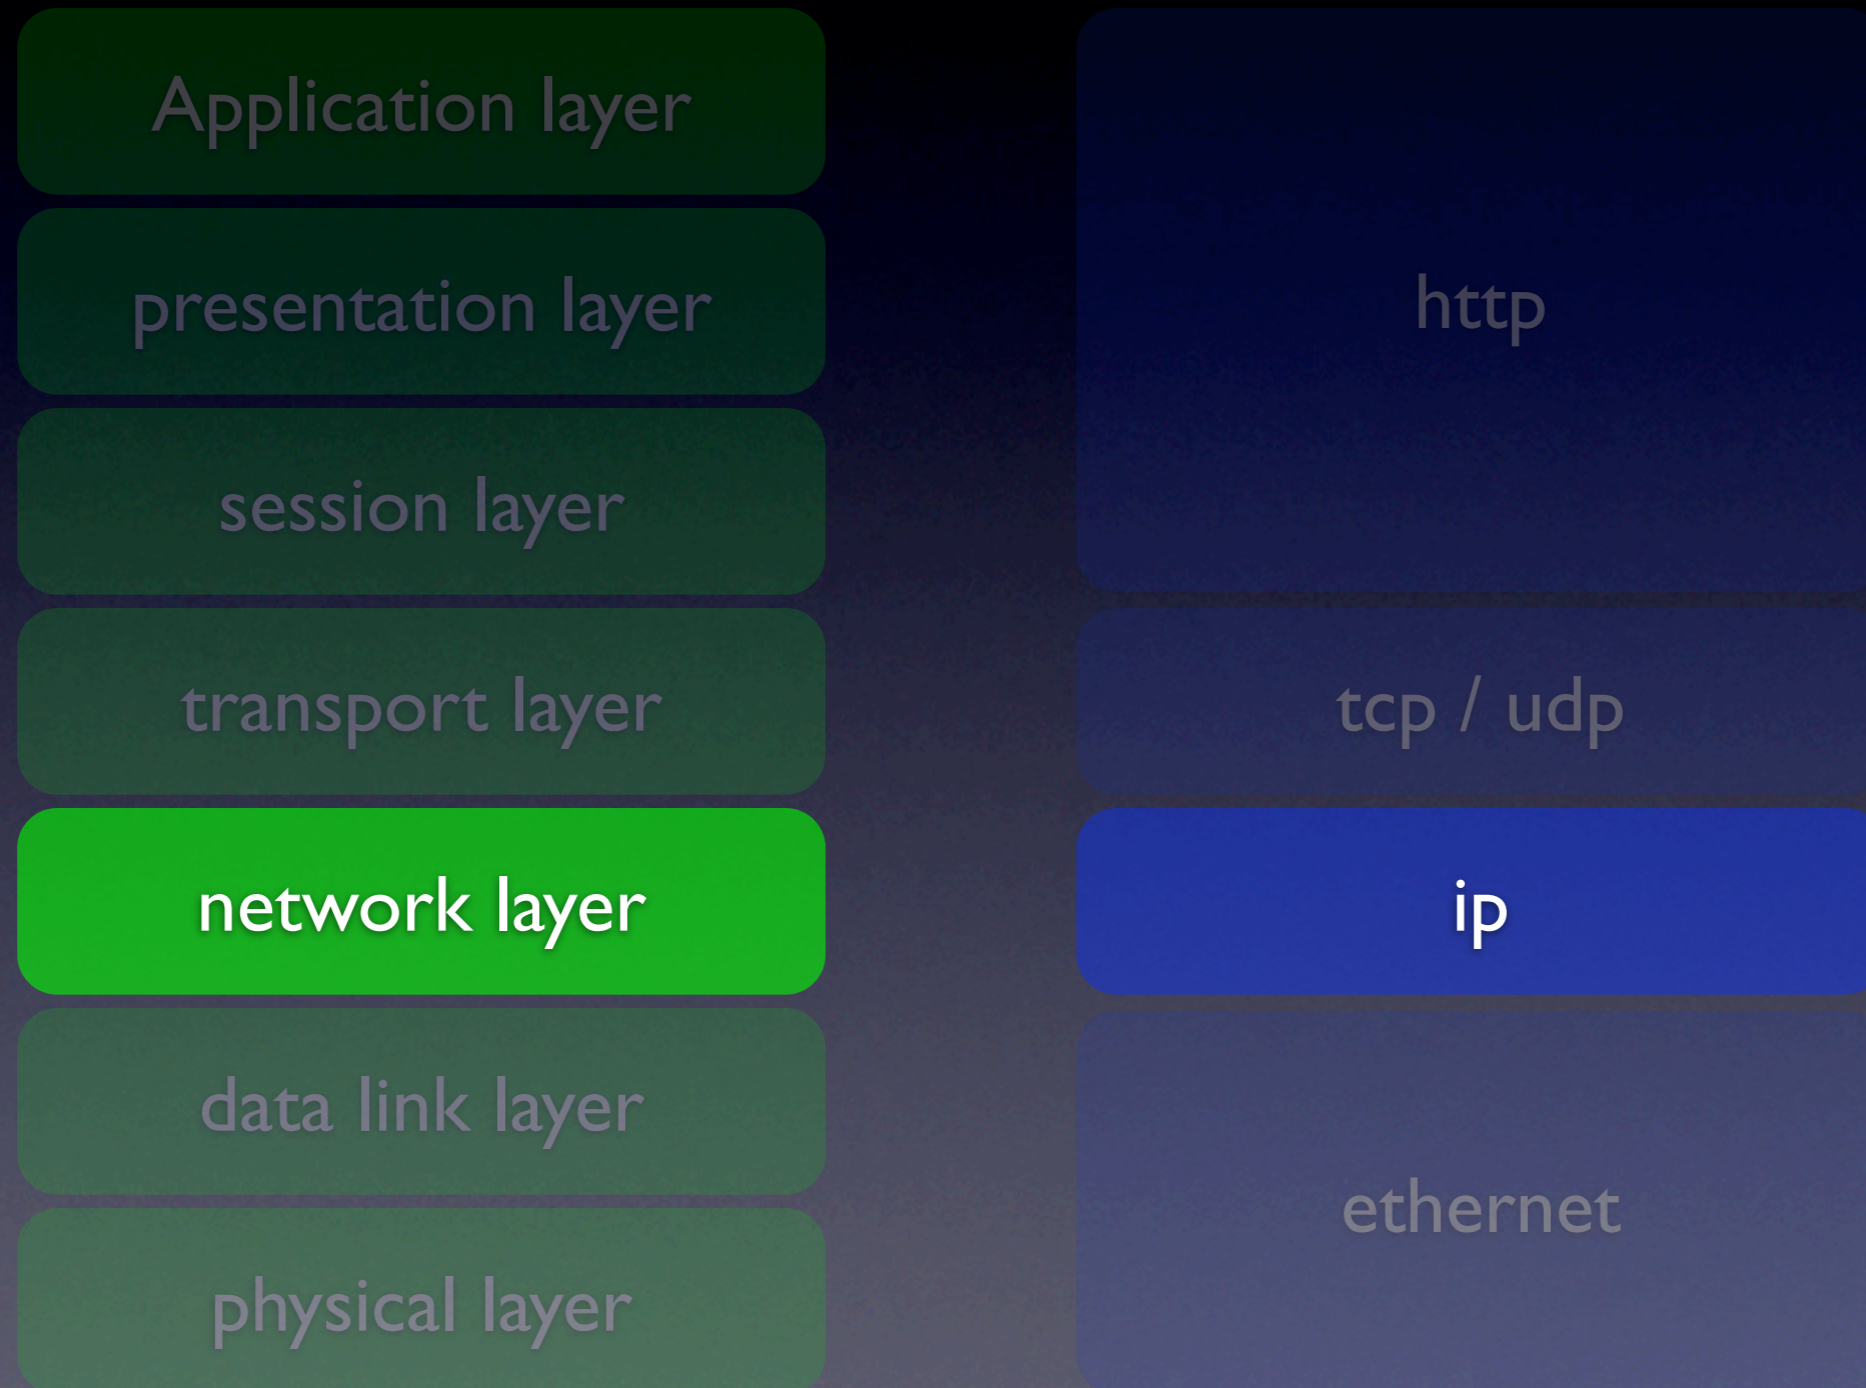 Application layer
presentation layer
session layer
transport layer
network layer
data link layer
physical layer
http
tcp / udp
ip
ethernet